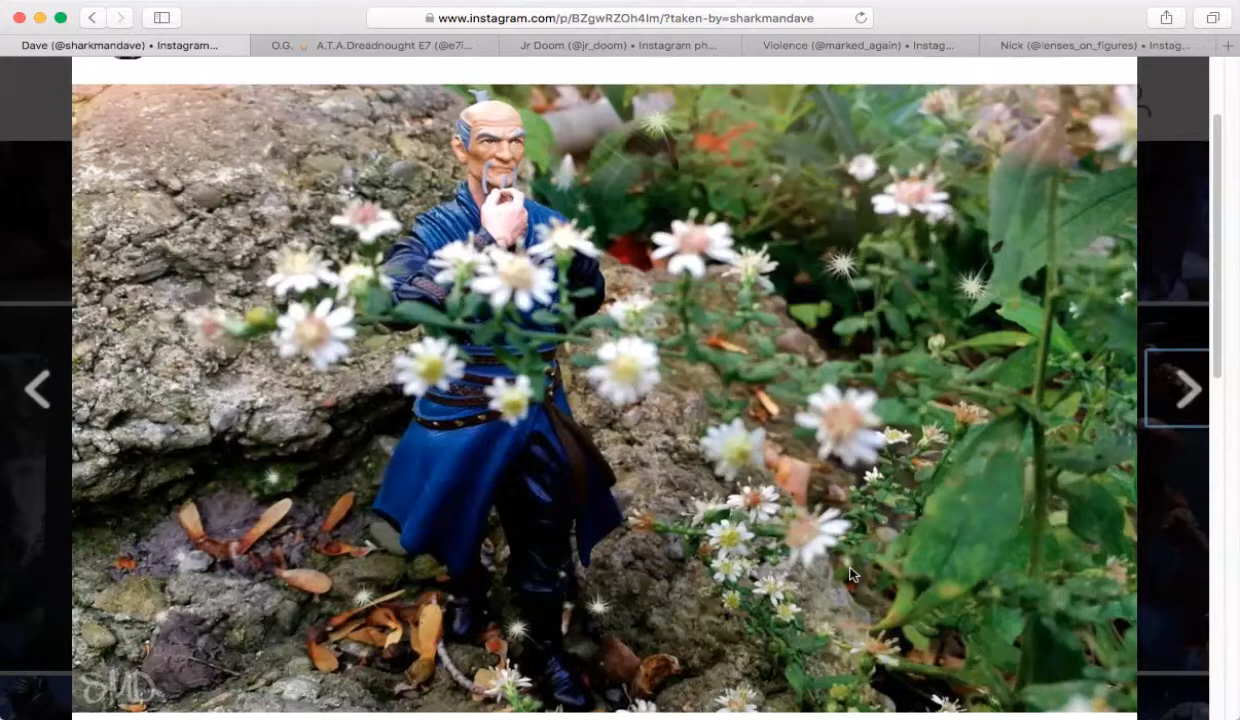 www.instagram.com/p/BZgwRZOh4lm/?taken-by=sharkmandave
Dave (@sharkmandave) • Instagram...
O.G. A.T.A.Dreadnought E7 (@e7l...
Jr Doom (@jr_doom) • Instagram ph...
Violence (@marked_again) • Instag...
Nick (@lenses_on_figures) • Instag...
SMD